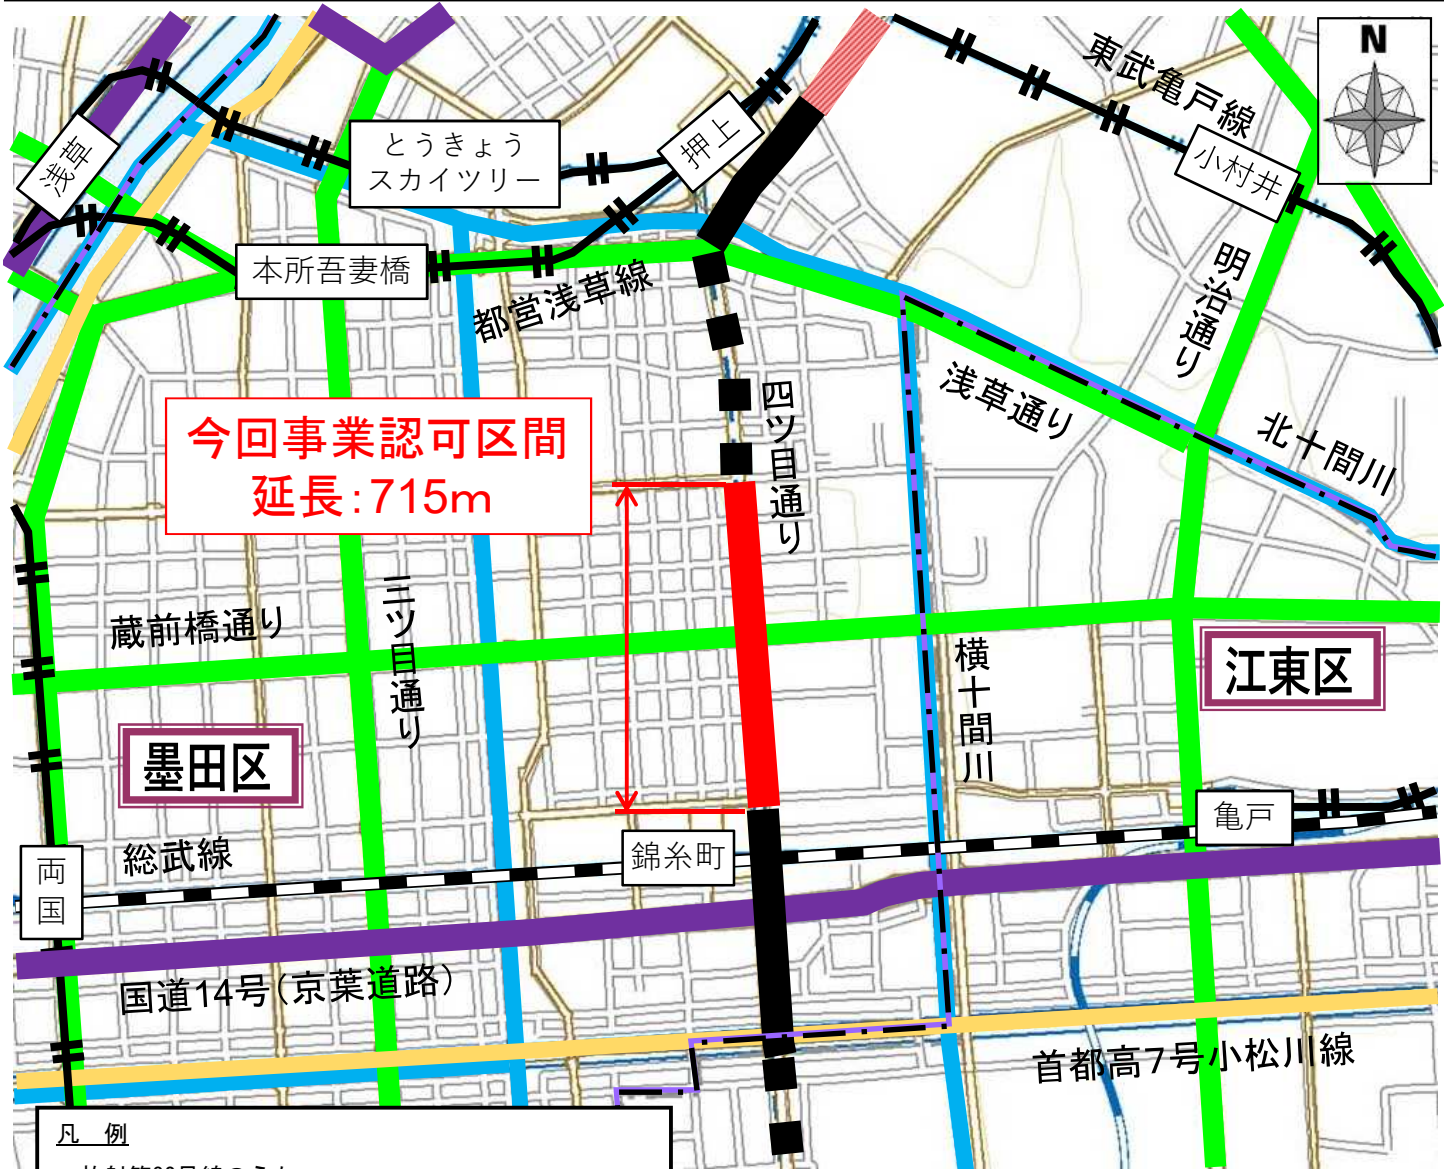 N
東武亀戸線
とうきょう
スカイツリー
押上
浅草
小村井
本所吾妻橋
都営浅草線
明治通り
四ツ目通り
浅草通り
北十間川
今回事業認可区間
延長：715m
蔵前橋通り
三ツ目通り
横十間川
江東区
墨田区
総武線
両国
錦糸町
亀戸
国道14号（京葉道路）
首都高7号小松川線
凡　例